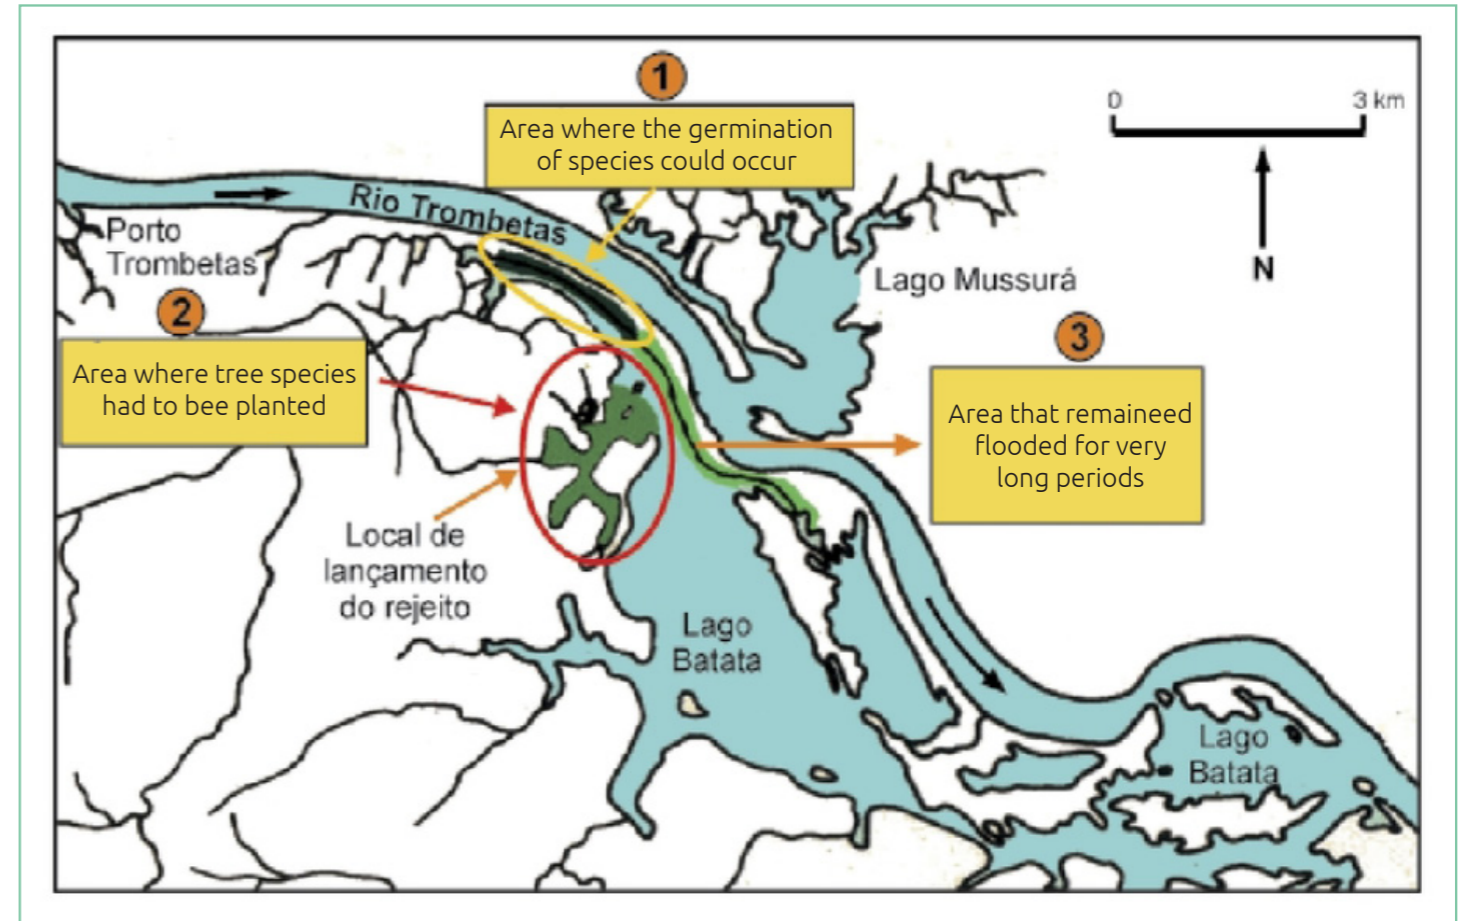 1
Area where the germination
of species could occur
0 3 km
Rio Trombetas
Porto
Trombetas
Lago Mussurá
N
2
Area where tree species
had to bee planted
3
Area that remaineed
flooded for very
long periods
Local de
lançamento
do rejeito
Lago
Batata
Lago
Batata